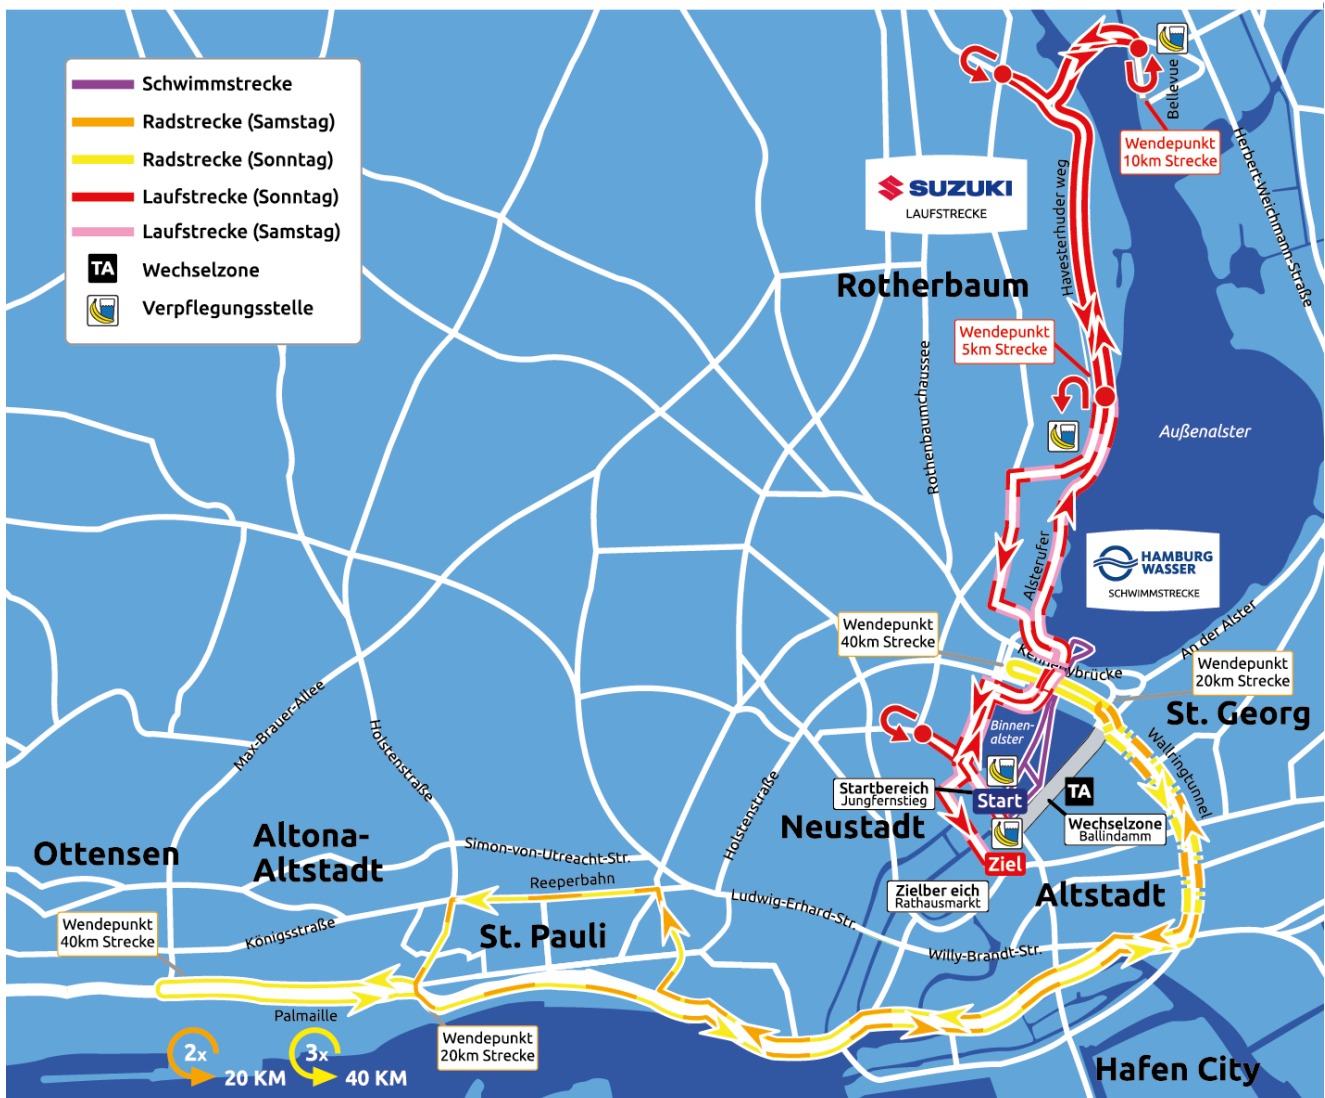 Schwimmstrecke
Radstrecke (Samstag)
Radstrecke (Sonntag)
Laufstrecke (Sonntag)
Laufstrecke (Samstag)
TA
Wechselzone
Verpflegungsstelle
Bellevue
Wendepunkt
10km Strecke
Herbert-Weichmann-Straße
SUZUKI
LAUFSTRECKE
Havesterhuder weg
Rotherbaum
Wendepunkt
5km Strecke
Rothenbaumchaussee
Außenalster
HAMBURG
WASSER
SCHWIMMSTRECKE
Alsterufer
Wendepunkt
40km Strecke
An der Alster
Kennedybrücke
Wendepunkt
20km Strecke
St. Georg
Max-Brauer-Allee
Holstenstraße
Binnen-
alster
Wallringtunnel
Startbereich
Jungfernstieg
Start
TA
Holstenstraße
Neustadt
Wechselzone
Ballindamm
Ottensen
Altona-
Altstadt
Simon-von-Utreacht-Str.
Reeperbahn
Ziel
Zielber eich
Rathausmarkt
Altstadt
Ludwig-Erhard-Str.
Wendepunkt
40km Strecke
Königsstraße
St. Pauli
Willy-Brandt-Str.
Palmaille
Wendepunkt
20km Strecke
2x
20 KM
3x
40 KM
Hafen City